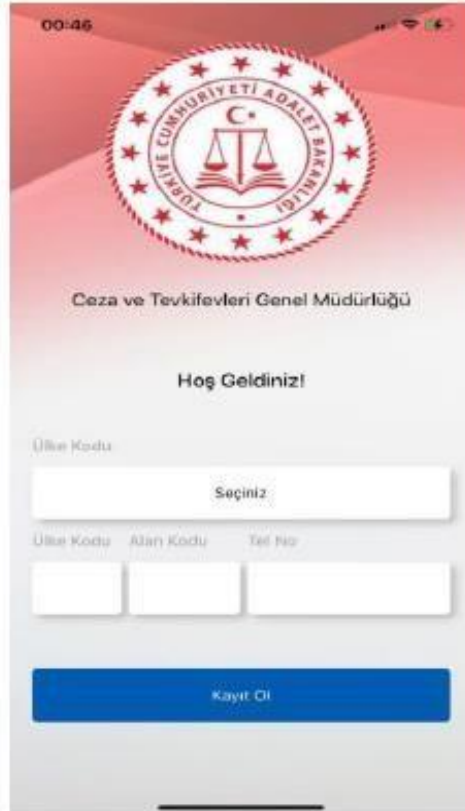 00:46
TÜRKİYE CUMHURİYETİ ADALET BAKANLIĞI
Ceza ve Tevkifevleri Genel Müdürlüğü
Hoş Geldiniz!
Ülke Kodu
Seçiniz
Ülke Kodu Alan Kodu Tel No
Kayıt Ol